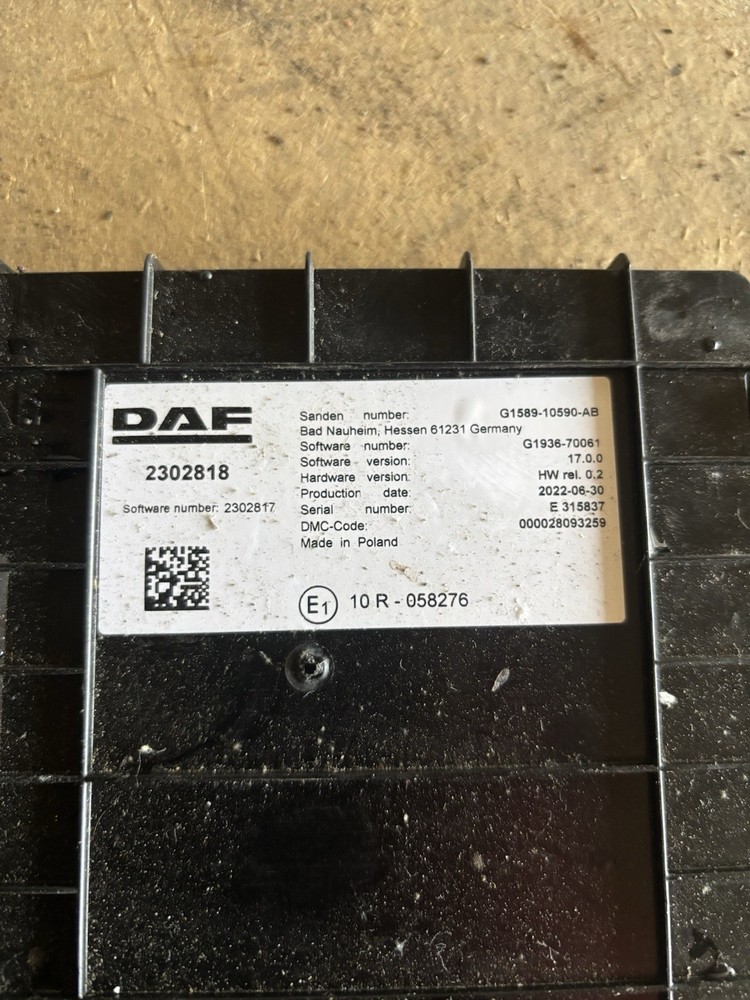 DAF
2302818
Software number: 2302817
Sanden number: G1589-10590-AB
Bad Nauheim, Hessen 61231 Germany
Software number: G1936-70061
Software version: 17.0.0
Hardware version: HW rel. 0.2
Production date: 2022-06-30
Serial number: E 315837
DMC-Code: 000028093259
Made in Poland
E1 10 R - 058276